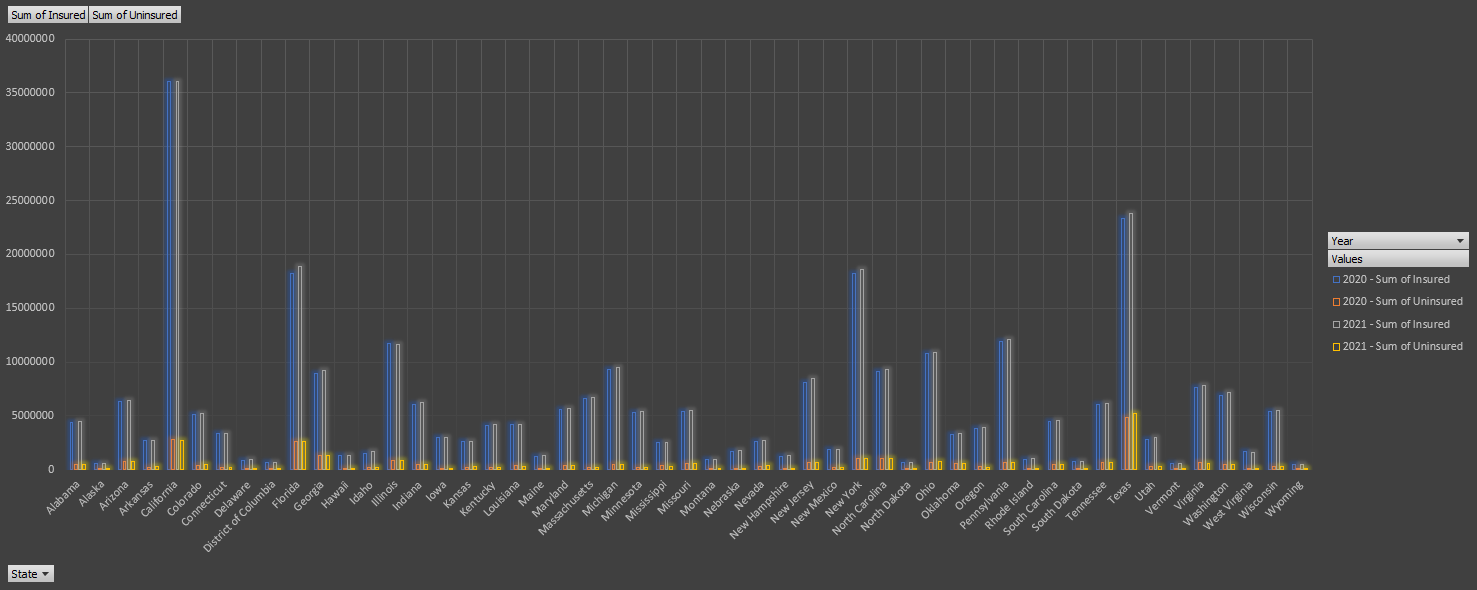 Sum of Insured Sum of Uninsured
40000000
35000000
30000000
25000000
20000000
15000000
10000000
5000000
0
Alabama
Alaska
Arizona
Arkansas
California
Colorado
Connecticut
Delaware
District of Columbia
Florida
Georgia
Hawaii
Idaho
Illinois
Indiana
Iowa
Kansas
Kentucky
Louisiana
Maine
Maryland
Massachusetts
Michigan
Minnesota
Mississippi
Missouri
Montana
Nebraska
Nevada
New Hampshire
New Jersey
New Mexico
New York
North Carolina
North Dakota
Ohio
Oklahoma
Oregon
Pennsylvania
Rhode Island
South Carolina
South Dakota
Tennessee
Texas
Utah
Vermont
Virginia
Washington
West Virginia
Wisconsin
Wyoming
Year
Values
2020 - Sum of Insured
2020 - Sum of Uninsured
2021 - Sum of Insured
2021 - Sum of Uninsured
State